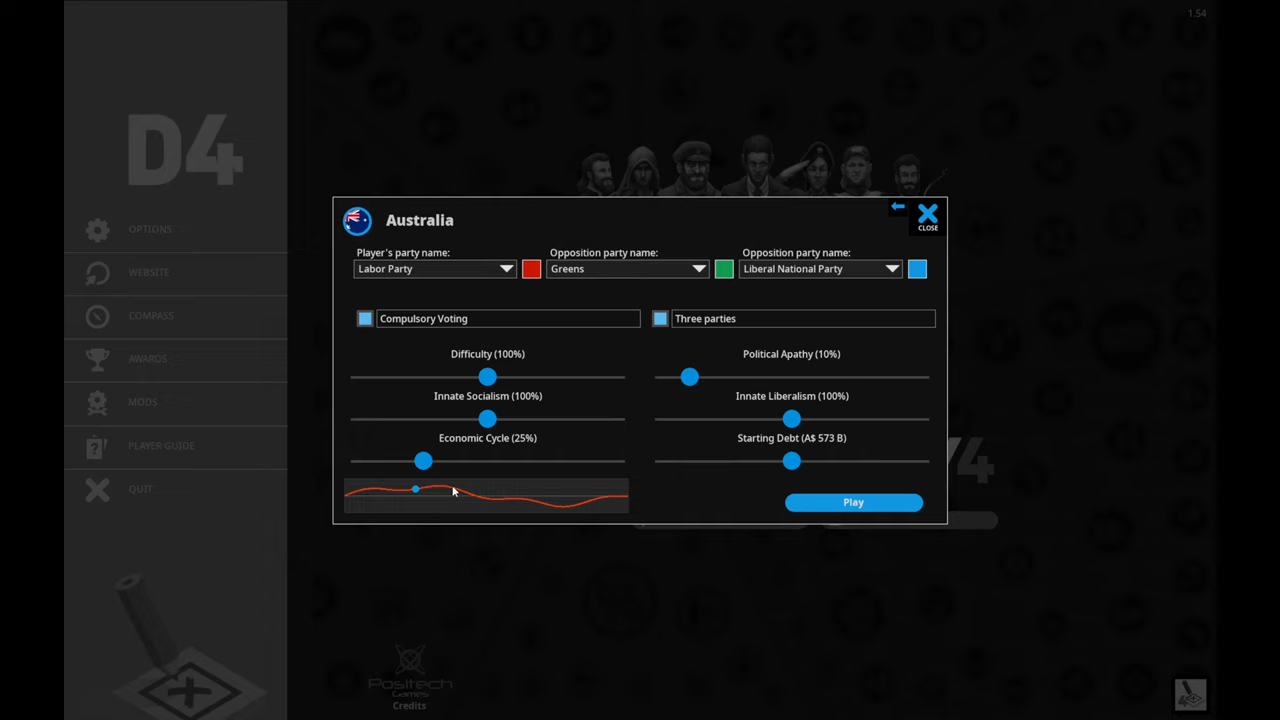 1.54
D4
OPTIONS
WEBSITE
COMPASS
AWARDS
MODS
PLAYER GUIDE
QUIT
Australia
CLOSE
Player's party name:
Opposition party name:
Opposition party name:
Labor Party
Greens
Liberal National Party
Compulsory Voting
Three parties
Difficulty (100%)
Political Apathy (10%)
Innate Socialism (100%)
Innate Liberalism (100%)
Economic Cycle (25%)
Starting Debt (A$ 573 B)
Play
Positech
Games
Credits